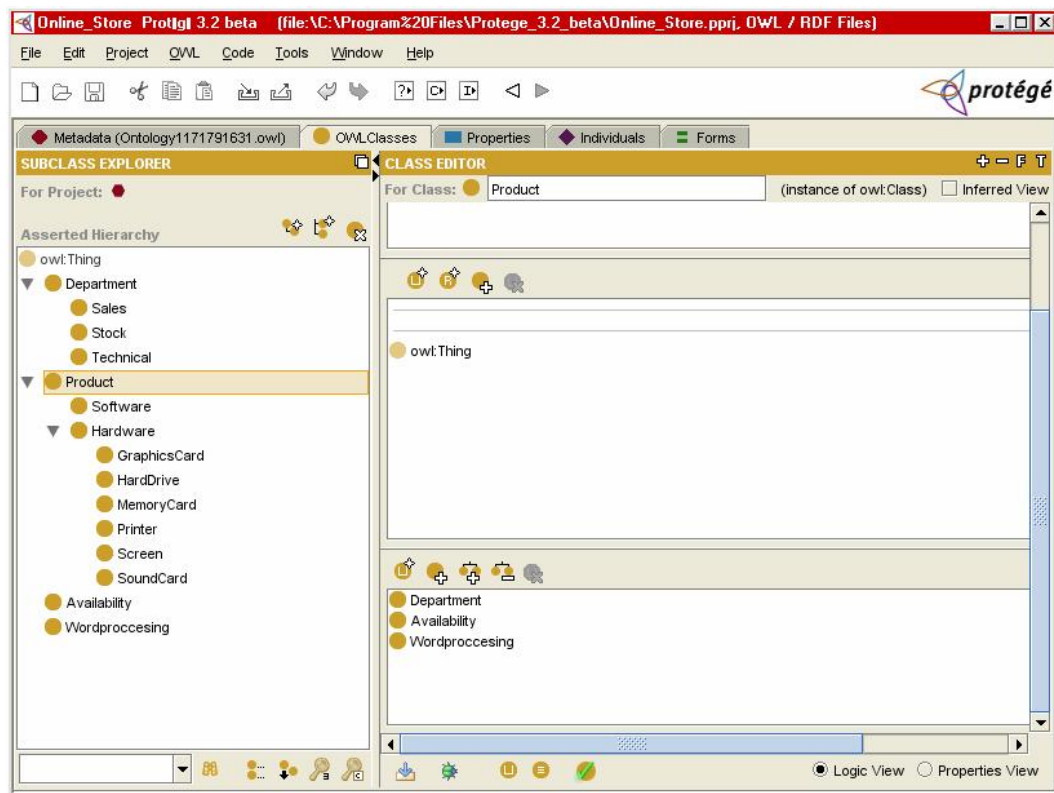 Online_Store Protļgļ 3.2 beta (file:\C:\Program%20Files\Protege_3.2_beta\Online_Store.pprj, OWL / RDF Files)
File Edit Project OWL Code Tools Window Help
protégé
Metadata (Ontology1171791631.owl) OWLClasses Properties Individuals Forms
SUBCLASS EXPLORER
For Project:
Asserted Hierarchy
owl:Thing
Department
Sales
Stock
Technical
Product
Software
Hardware
GraphicsCard
HardDrive
MemoryCard
Printer
Screen
SoundCard
Availability
Wordproccesing
CLASS EDITOR
For Class: Product (instance of owl:Class) Inferred View
owl:Thing
Department
Availability
Wordproccesing
Logic View Properties View